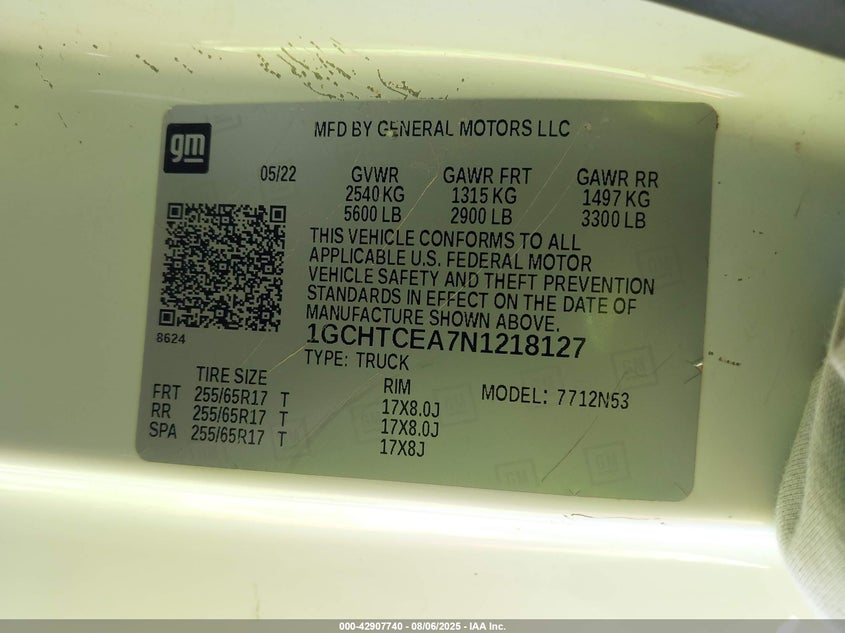 gm
MFD BY GENERAL MOTORS LLC
05/22 GVWR GAWR FRT GAWR RR
2540 KG 1315 KG 1497 KG
5600 LB 2900 LB 3300 LB
THIS VEHICLE CONFORMS TO ALL
APPLICABLE U.S. FEDERAL MOTOR
VEHICLE SAFETY AND THEFT PREVENTION
STANDARDS IN EFFECT ON THE DATE OF
MANUFACTURE SHOWN ABOVE.
8624
1GCHTCEA7N1218127
TYPE: TRUCK
TIRE SIZE RIM MODEL: 7712N53
FRT 255/65R17 T 17X8.0J
RR 255/65R17 T 17X8.0J
SPA 255/65R17 T 17X8J
GM
GM
GM
GM
000-42907740 - 08/06/2025 - IAA Inc.